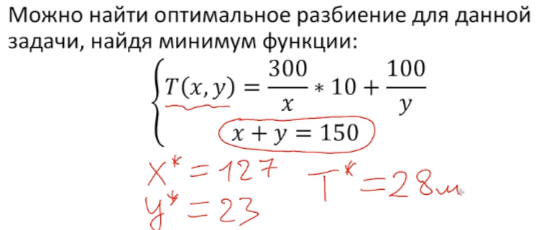 Можно найти оптимальное разбиение для данной
задачи, найдя минимум функции:
T(x, y) = 300/x * 10 + 100/y
x + y = 150
x* = 127
T* = 28м
y* = 23